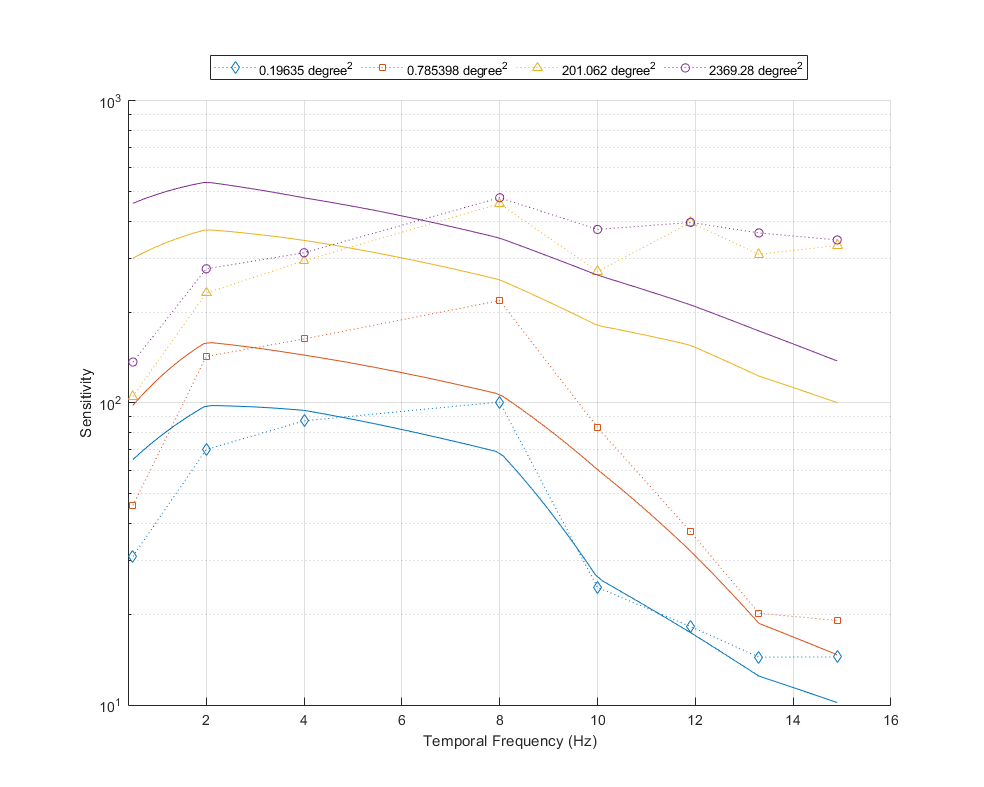 0.19635 degree² 0.785398 degree² 201.062 degree² 2369.28 degree²
10³
10²
10¹
Sensitivity
2 4 6 8 10 12 14 16
Temporal Frequency (Hz)